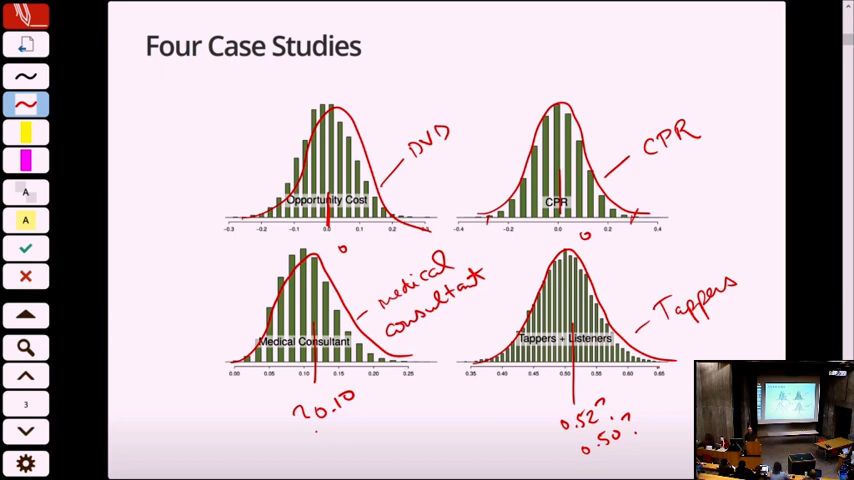 Four Case Studies
DVD
CPR
Opportunity Cost
CPR
-0.3 -0.2 -0.1 0.0 0.1 0.2 0.3
-0.4 -0.2 0.0 0.2 0.4
0
0
medical
consultant
Tappers
Medical Consultant
Tappers + Listeners
0.00 0.05 0.10 0.15 0.20 0.25
0.35 0.40 0.45 0.50 0.55 0.60 0.65
?0.10
0.52?
0.50?
A
A
3